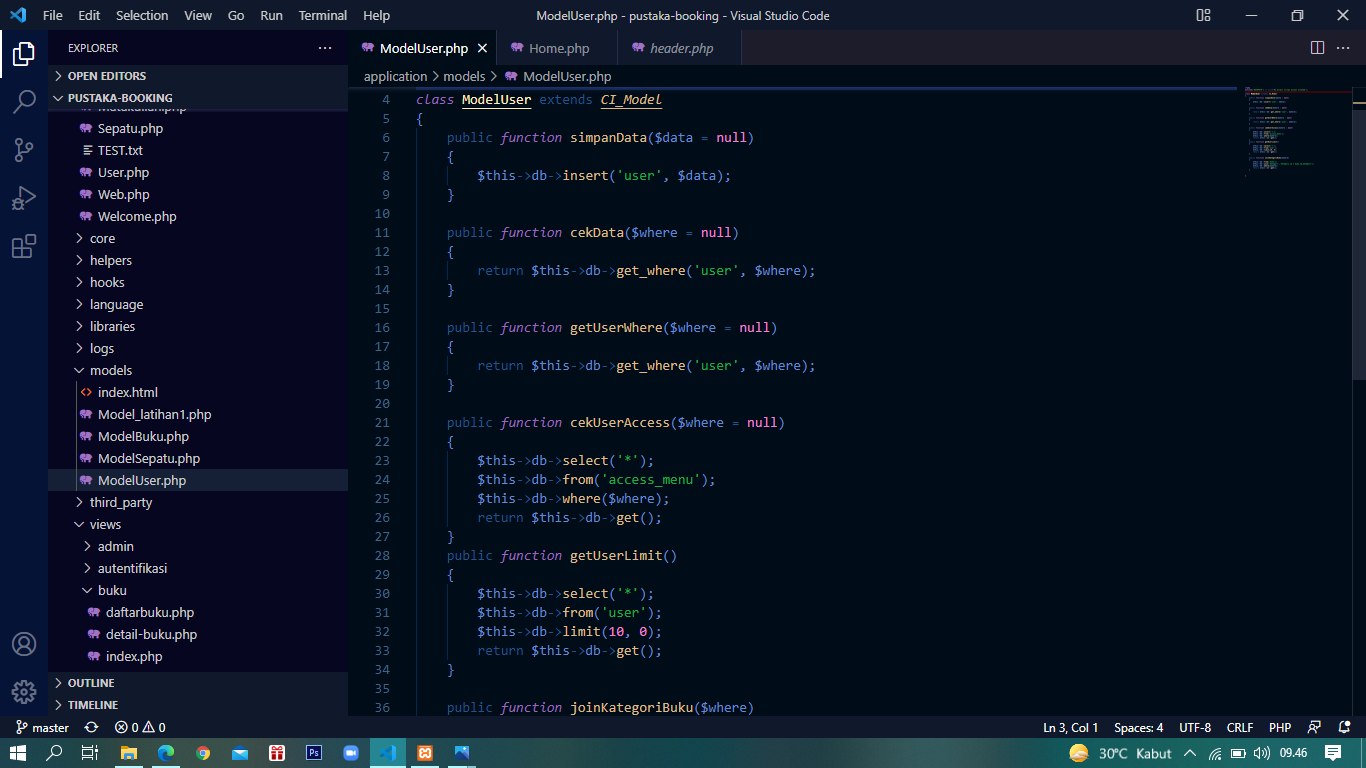 File Edit Selection View Go Run Terminal Help
ModelUser.php - pustaka-booking - Visual Studio Code
EXPLORER
OPEN EDITORS
PUSTAKA-BOOKING
Sepatu.php
TEST.txt
User.php
Web.php
Welcome.php
core
helpers
hooks
language
libraries
logs
models
index.html
Model_latihan1.php
ModelBuku.php
ModelSepatu.php
ModelUser.php
third_party
views
admin
autentifikasi
buku
daftarbuku.php
detail-buku.php
index.php
OUTLINE
TIMELINE
ModelUser.php Home.php header.php
application > models > ModelUser.php
4 class ModelUser extends CI_Model
5 {
6 public function simpanData($data = null)
7 {
8 $this->db->insert('user', $data);
9 }
10
11 public function cekData($where = null)
12 {
13 return $this->db->get_where('user', $where);
14 }
15
16 public function getUserWhere($where = null)
17 {
18 return $this->db->get_where('user', $where);
19 }
20
21 public function cekUserAccess($where = null)
22 {
23 $this->db->select('*');
24 $this->db->from('access_menu');
25 $this->db->where($where);
26 return $this->db->get();
27 }
28 public function getUserLimit()
29 {
30 $this->db->select('*');
31 $this->db->from('user');
32 $this->db->limit(10, 0);
33 return $this->db->get();
34 }
35
36 public function joinKategoriBuku($where)
master 0 0 Ln 3, Col 1 Spaces: 4 UTF-8 CRLF PHP
Ps 30°C Kabut 09.46